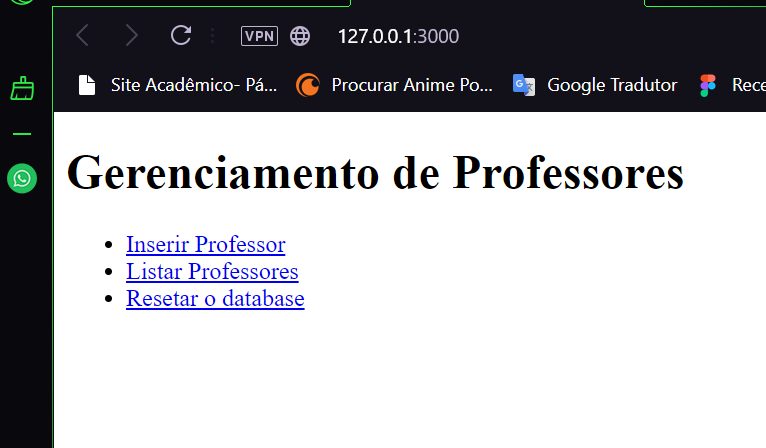 VPN 127.0.0.1:3000
Site Acadêmico- Pá... Procurar Anime Po... Google Tradutor Rece
Gerenciamento de Professores
Inserir Professor
Listar Professores
Resetar o database